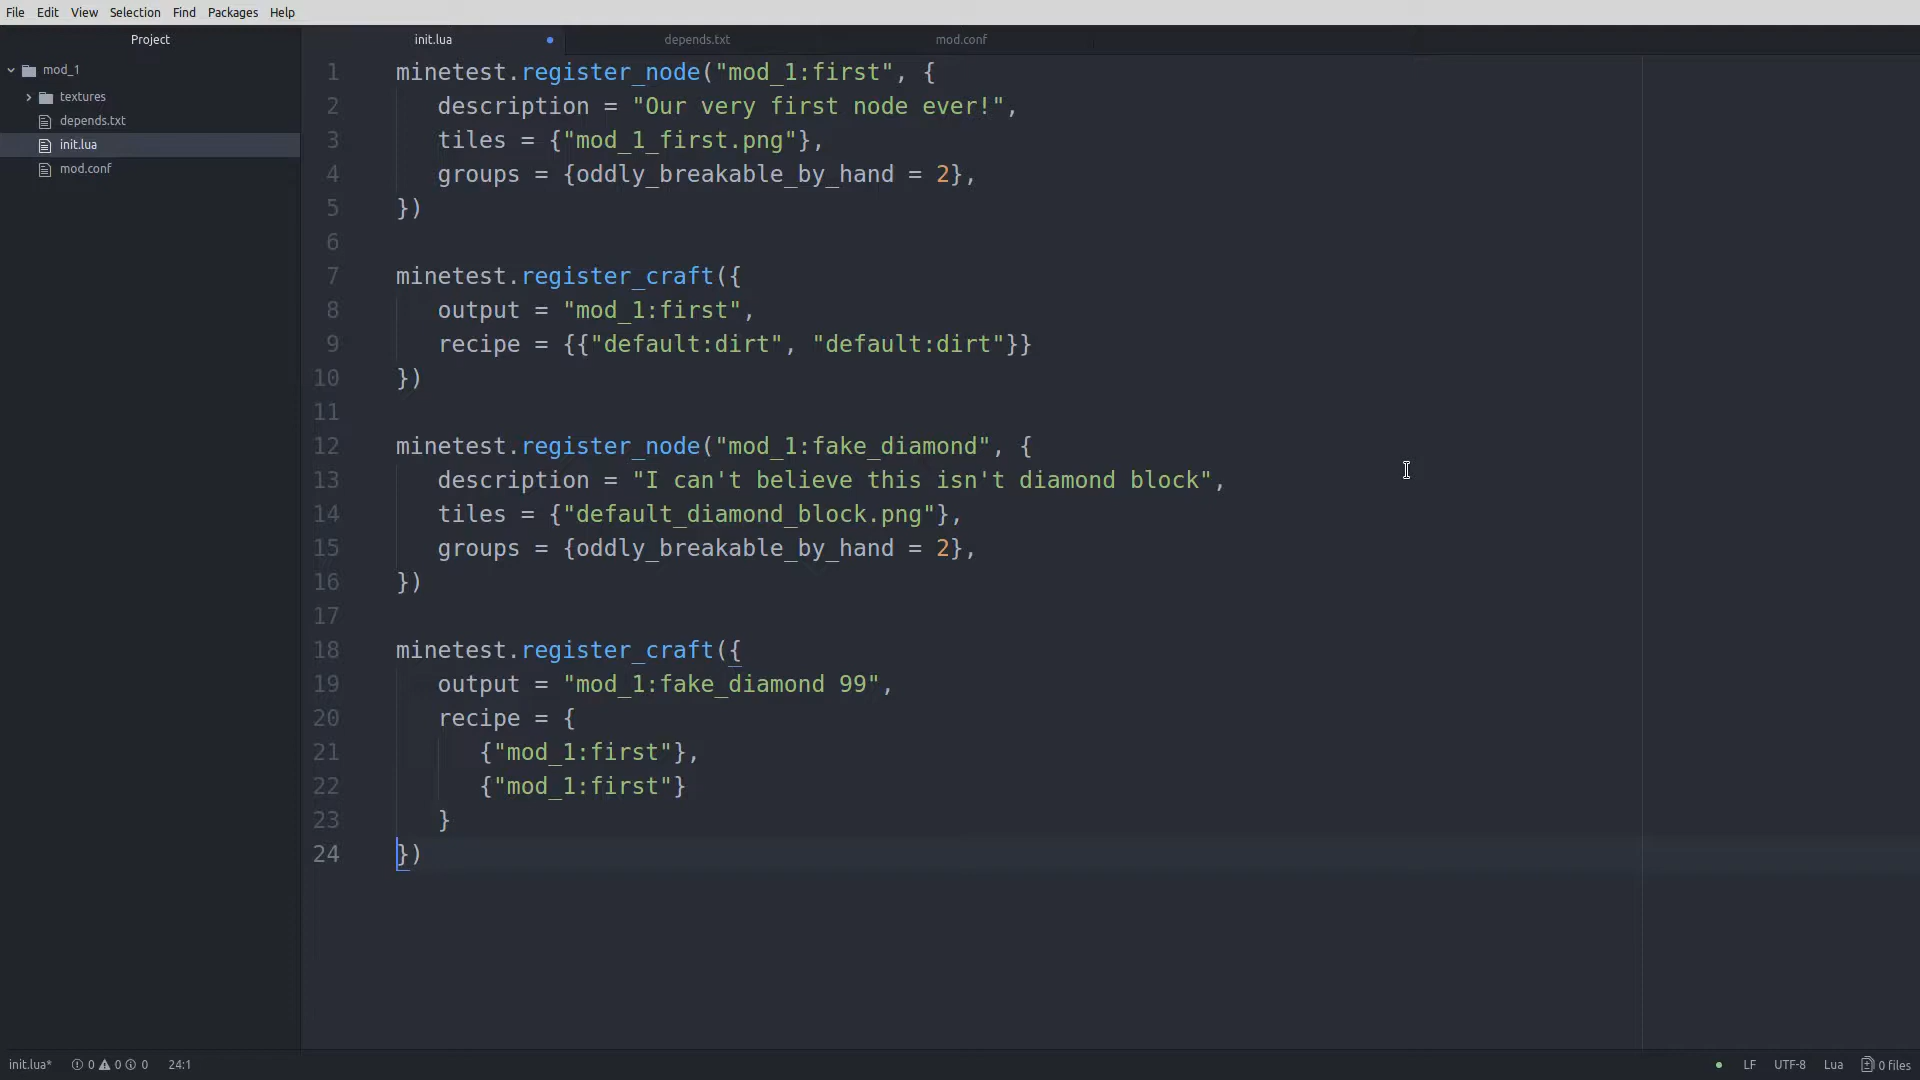 File Edit View Selection Find Packages Help
Project
init.lua depends.txt mod.conf
mod_1
textures
depends.txt
init.lua
mod.conf
1 minetest.register_node("mod_1:first", {
2 description = "Our very first node ever!",
3 tiles = {"mod_1_first.png"},
4 groups = {oddly_breakable_by_hand = 2},
5 })
6
7 minetest.register_craft({
8 output = "mod_1:first",
9 recipe = {{"default:dirt", "default:dirt"}}
10 })
11
12 minetest.register_node("mod_1:fake_diamond", {
13 description = "I can't believe this isn't diamond block",
14 tiles = {"default_diamond_block.png"},
15 groups = {oddly_breakable_by_hand = 2},
16 })
17
18 minetest.register_craft({
19 output = "mod_1:fake_diamond 99",
20 recipe = {
21 {"mod_1:first"},
22 {"mod_1:first"}
23 }
24 })
init.lua* 0 0 0 24:1 LF UTF-8 Lua 0 files